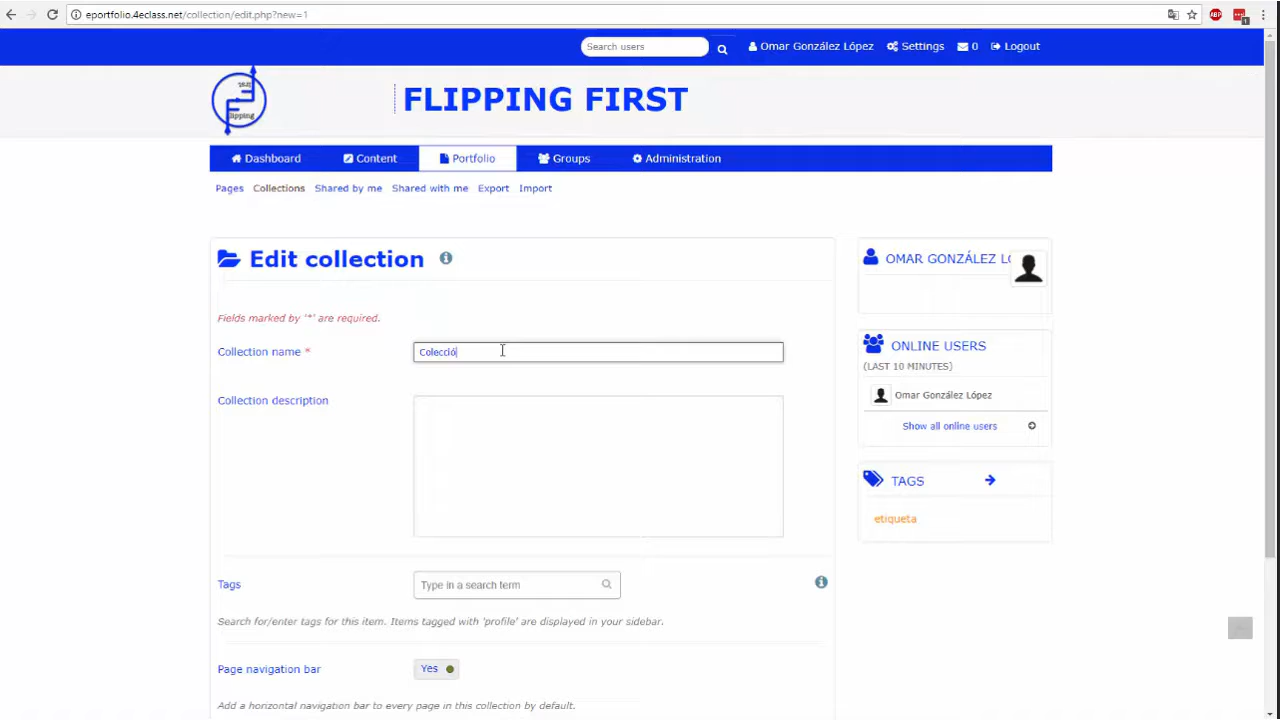 eportfolio.4eclass.net/collection/edit.php?new=1
ABP
Search users
Omar González López
Settings
0
Logout
flipping
FLIPPING FIRST
Dashboard
Content
Portfolio
Groups
Administration
Pages
Collections
Shared by me
Shared with me
Export
Import
Edit collection
Fields marked by '*' are required.
Collection name *
Colecció
Collection description
Tags
Type in a search term
Search for/enter tags for this item. Items tagged with 'profile' are displayed in your sidebar.
Page navigation bar
Yes
Add a horizontal navigation bar to every page in this collection by default.
OMAR GONZÁLEZ
ONLINE USERS
(LAST 10 MINUTES)
Omar González López
Show all online users
TAGS
etiqueta